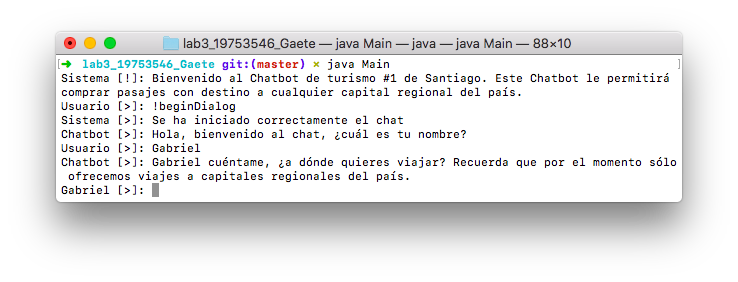 lab3_19753546_Gaete — java Main — java — java Main — 88×10
[➜ lab3_19753546_Gaete git:(master) × java Main ]
Sistema [!]: Bienvenido al Chatbot de turismo #1 de Santiago. Este Chatbot le permitirá
comprar pasajes con destino a cualquier capital regional del país.
Usuario [>]: !beginDialog
Sistema [>]: Se ha iniciado correctamente el chat
Chatbot [>]: Hola, bienvenido al chat, ¿cuál es tu nombre?
Usuario [>]: Gabriel
Chatbot [>]: Gabriel cuéntame, ¿a dónde quieres viajar? Recuerda que por el momento sólo
ofrecemos viajes a capitales regionales del país.
Gabriel [>]: